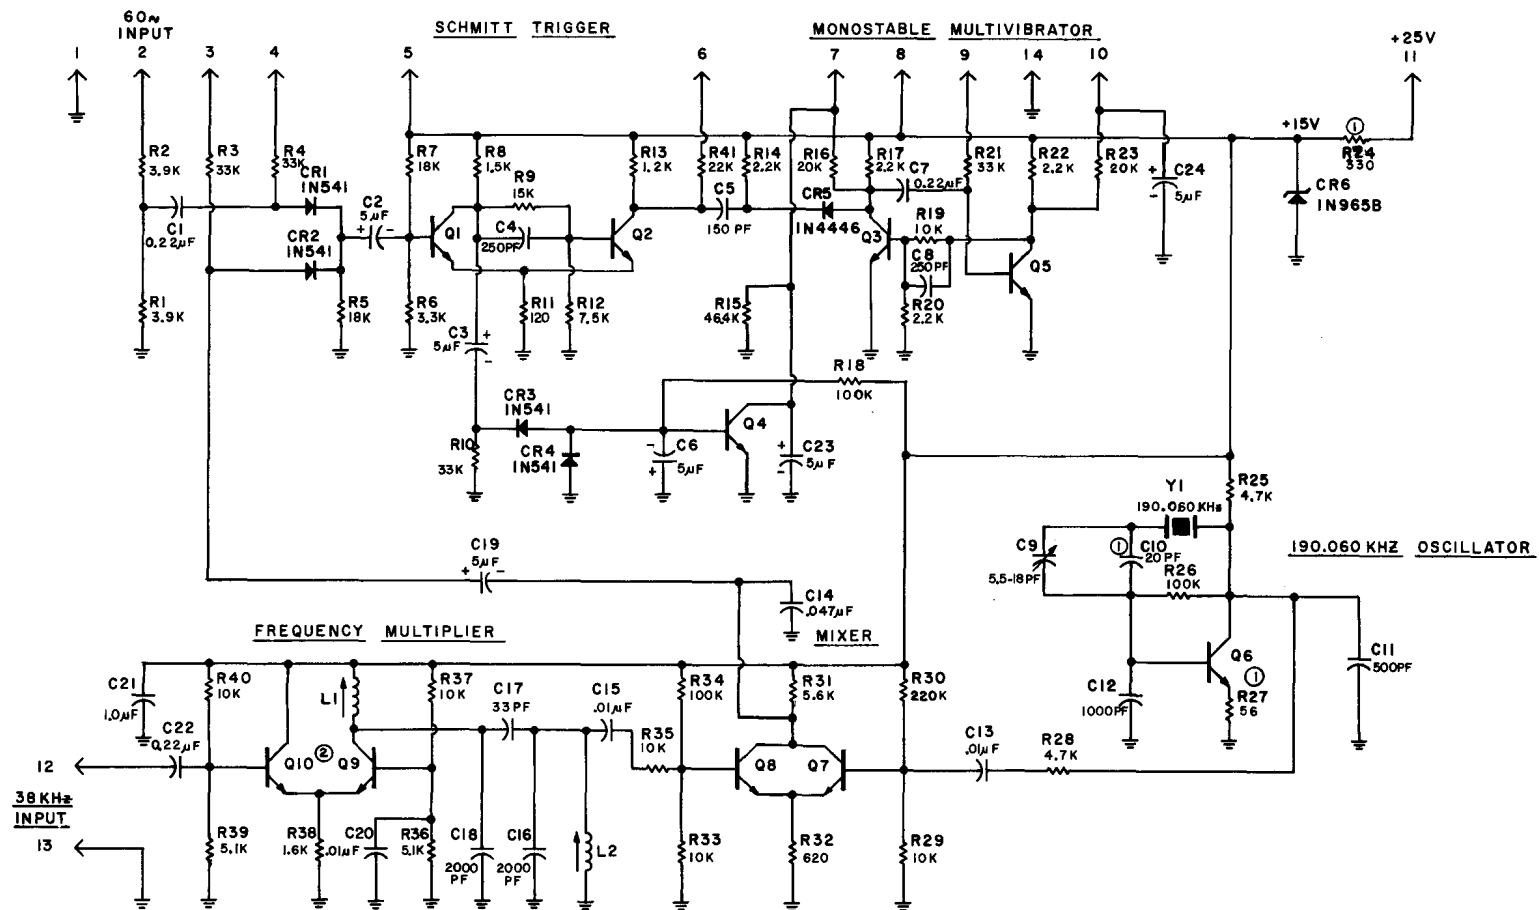 60~
INPUT
SCHMITT TRIGGER
MONOSTABLE MULTIVIBRATOR
+25V
1 2 3 4 5 6 7 8 9 14 10 11
R2
3.9K
R3
33K
R4
33K
CR1
1N541
C1
0.22µF
CR2
1N541
C2
5µF
+ -
R1
3.9K
R5
18K
R7
18K
R8
1.5K
R9
15K
Q1
C4
250PF
Q2
R6
3.3K
C3
5µF
+
-
R11
120
R12
7.5K
R13
1.2K
R41
22K
R14
2.2K
C5
150 PF
R16
20K
R17
2.2K
C7
0.22µF
CR5
1N4446
Q3
R19
10K
C8
250PF
R20
2.2K
R21
33K
R22
2.2K
R23
20K
Q5
C24
5µF
+
-
+15V
1
R24
330
CR6
1N965B
R15
46.4K
R18
100K
CR3
1N541
R10
33K
CR4
1N541
C6
5µF
-
+
Q4
C23
5µF
+
-
R25
4.7K
Y1
190.060 KHz
190.060 KHZ OSCILLATOR
C9
5.5-18PF
1
C10
20 PF
R26
100K
Q6
1
R27
56
C12
1000PF
C11
500PF
C19
5µF
+ -
C14
.047µF
FREQUENCY MULTIPLIER
MIXER
C21
1.0µF
R40
10K
L1
R37
10K
C17
33 PF
C15
.01µF
R34
100K
R31
5.6K
R30
220K
C22
0.22µF
R35
10K
Q10
2
Q9
Q8
Q7
C13
.01µF
R28
4.7K
12
38KHz
INPUT
13
R39
5.1K
R38
1.6K
C20
.01µF
R36
5.1K
C18
2000
PF
C16
2000
PF
L2
R33
10K
R32
620
R29
10K